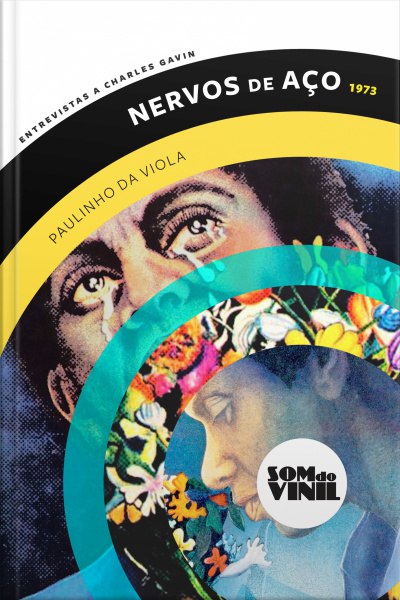 ENTREVISTAS A CHARLES GAVIN
NERVOS DE AÇO 1973
PAULINHO DA VIOLA
SOM do
VINIL